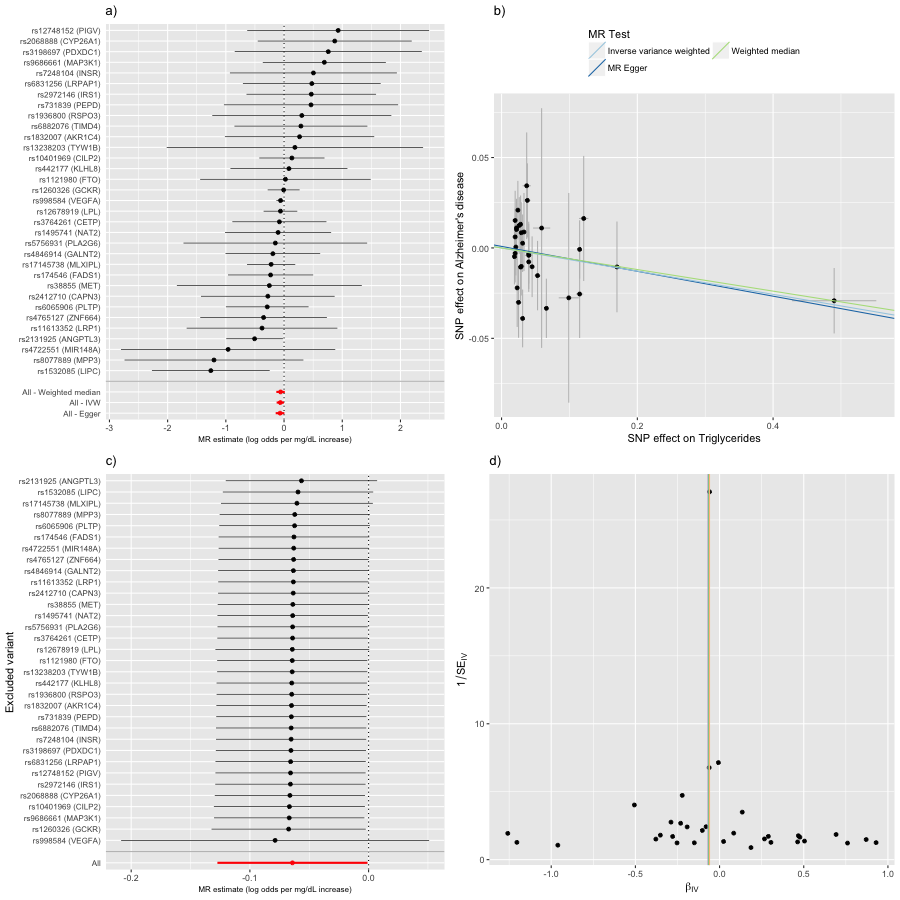 a)
rs12748152 (PIGV)
rs2068888 (CYP26A1)
rs3198697 (PDXDC1)
rs9686661 (MAP3K1)
rs7248104 (INSR)
rs6831256 (LRPAP1)
rs2972146 (IRS1)
rs731839 (PEPD)
rs1936800 (RSPO3)
rs6882076 (TIMD4)
rs1832007 (AKR1C4)
rs13238203 (TYW1B)
rs10401969 (CILP2)
rs442177 (KLHL8)
rs1121980 (FTO)
rs1260326 (GCKR)
rs998584 (VEGFA)
rs12678919 (LPL)
rs3764261 (CETP)
rs1495741 (NAT2)
rs5756931 (PLA2G6)
rs4846914 (GALNT2)
rs17145738 (MLXIPL)
rs174546 (FADS1)
rs38855 (MET)
rs2412710 (CAPN3)
rs6065906 (PLTP)
rs4765127 (ZNF664)
rs11613352 (LRP1)
rs2131925 (ANGPTL3)
rs4722551 (MIR148A)
rs8077889 (MPP3)
rs1532085 (LIPC)
All - Weighted median
All - IVW
All - Egger
-3 -2 -1 0 1 2
MR estimate (log odds per mg/dL increase)
b)
MR Test
Inverse variance weighted
Weighted median
MR Egger
SNP effect on Alzheimer's disease
0.05
0.00
-0.05
0.0 0.2 0.4
SNP effect on Triglycerides
c)
Excluded variant
rs2131925 (ANGPTL3)
rs1532085 (LIPC)
rs17145738 (MLXIPL)
rs8077889 (MPP3)
rs6065906 (PLTP)
rs174546 (FADS1)
rs4722551 (MIR148A)
rs4765127 (ZNF664)
rs4846914 (GALNT2)
rs11613352 (LRP1)
rs2412710 (CAPN3)
rs38855 (MET)
rs1495741 (NAT2)
rs5756931 (PLA2G6)
rs3764261 (CETP)
rs12678919 (LPL)
rs1121980 (FTO)
rs13238203 (TYW1B)
rs442177 (KLHL8)
rs1936800 (RSPO3)
rs1832007 (AKR1C4)
rs731839 (PEPD)
rs6882076 (TIMD4)
rs7248104 (INSR)
rs3198697 (PDXDC1)
rs6831256 (LRPAP1)
rs12748152 (PIGV)
rs2972146 (IRS1)
rs2068888 (CYP26A1)
rs10401969 (CILP2)
rs9686661 (MAP3K1)
rs1260326 (GCKR)
rs998584 (VEGFA)
All
-0.2 -0.1 0.0
MR estimate (log odds per mg/dL increase)
d)
1/SE_IV
20
10
0
-1.0 -0.5 0.0 0.5 1.0
β_IV